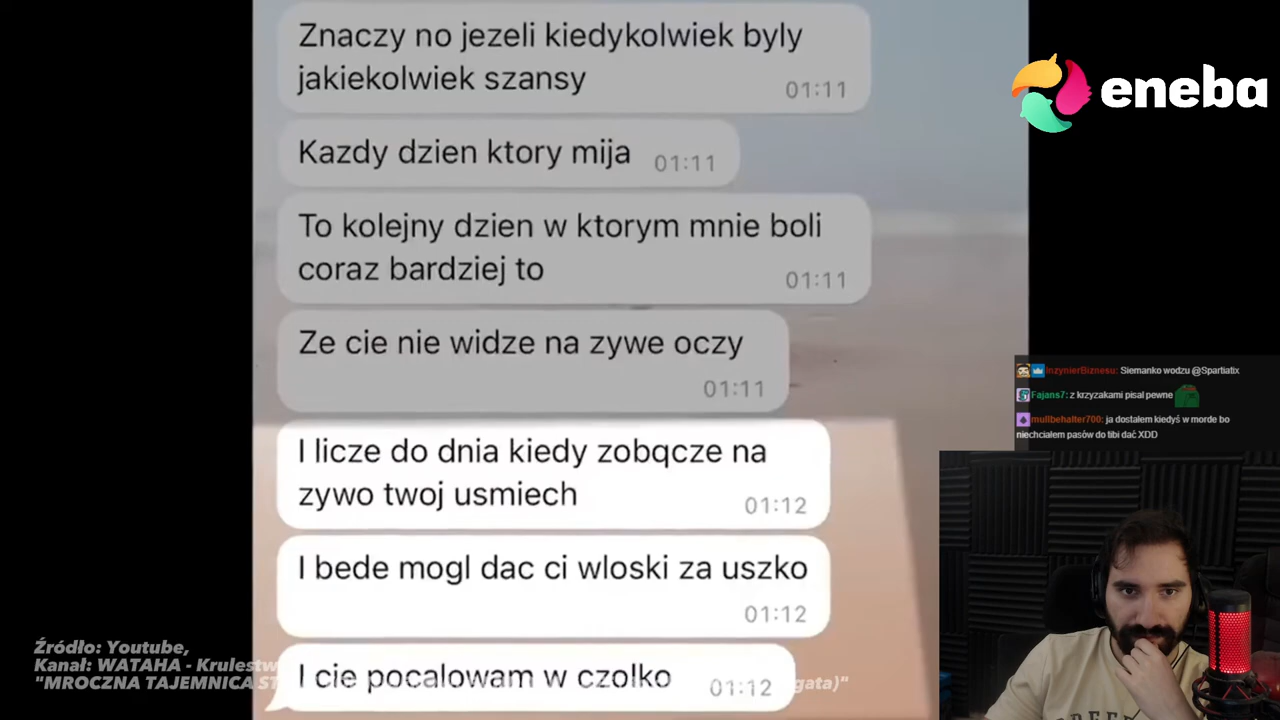 Znaczy no jezeli kiedykolwiek byly
jakiekolwiek szansy
01:11
Kazdy dzien ktory mija
01:11
To kolejny dzien w ktorym mnie boli
coraz bardziej to
01:11
Ze cie nie widze na zywe oczy
01:11
I licze do dnia kiedy zobqcze na
zywo twoj usmiech
01:12
I bede mogl dac ci wloski za uszko
01:12
I cie pocalowam w czolko
01:12
eneba
InzynierBiznesu: Siemanko wodzu @Spartiatix
Fajans7: z krzyzakami pisal pewne
mullbehalter700: ja dostałem kiedyś w morde bo
niechciałem pasów do tibi dać XDD
Źródło: Youtube,
Kanał: WATAHA - Krulestw
"MROCZNA TAJEMNICA ST
gata)"